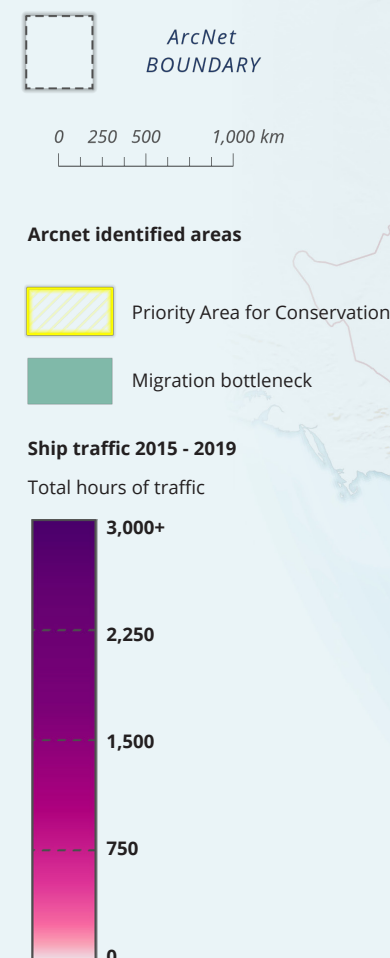 ArcNet
BOUNDARY
0 250 500 1,000 km
Arcnet identified areas
Priority Area for Conservation
Migration bottleneck
Ship traffic 2015 - 2019
Total hours of traffic
3,000+
2,250
1,500
750
0